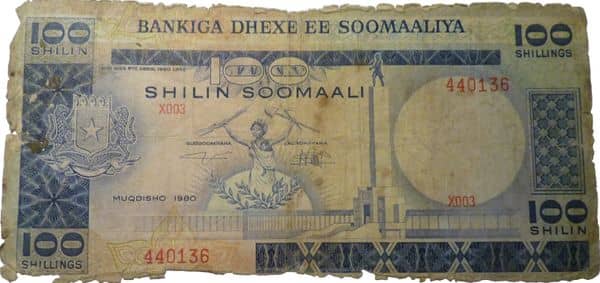 BANKIGA DHEXE EE SOOMAALIYA
100
SHILIN
100
SHILLINGS
100
SHILIN SOOMAALI
440136
X003
GUDDOOMIYAHA
MUQDISHO 1980
X003
100
SHILLINGS
440136
100
SHILIN